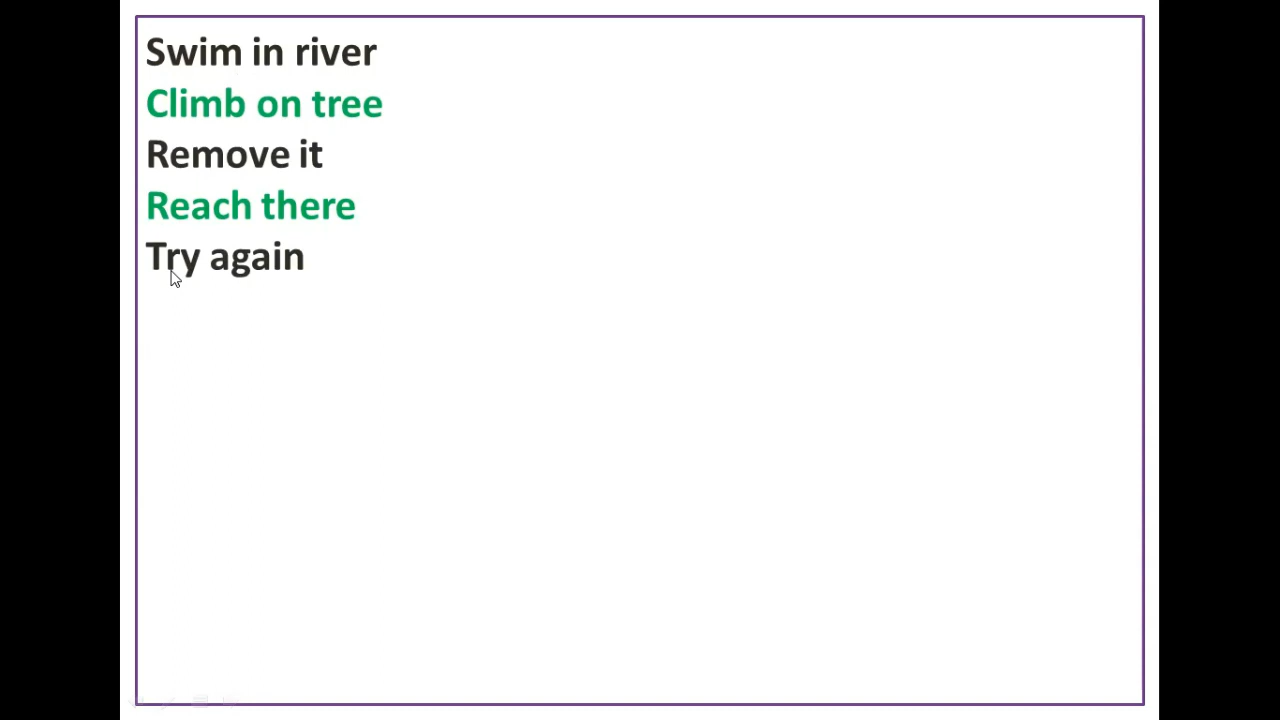 Swim in river
Climb on tree
Remove it
Reach there
Try again